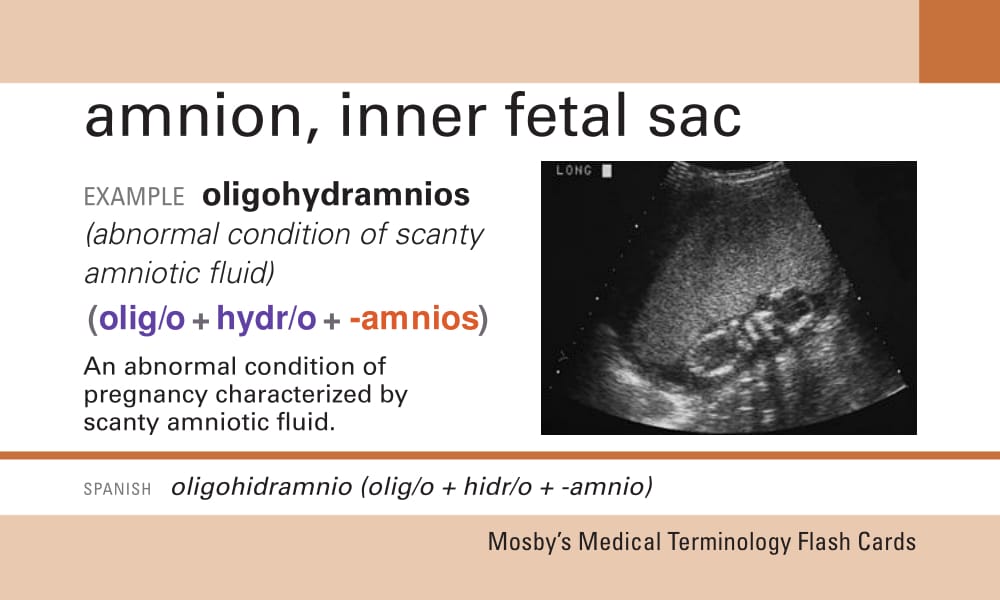 amnion, inner fetal sac
EXAMPLE oligohydramnios
(abnormal condition of scanty
amniotic fluid)
(olig/o + hydr/o + -amnios)
An abnormal condition of
pregnancy characterized by
scanty amniotic fluid.
LONG
SPANISH oligohidramnio (olig/o + hidr/o + -amnio)
Mosby's Medical Terminology Flash Cards